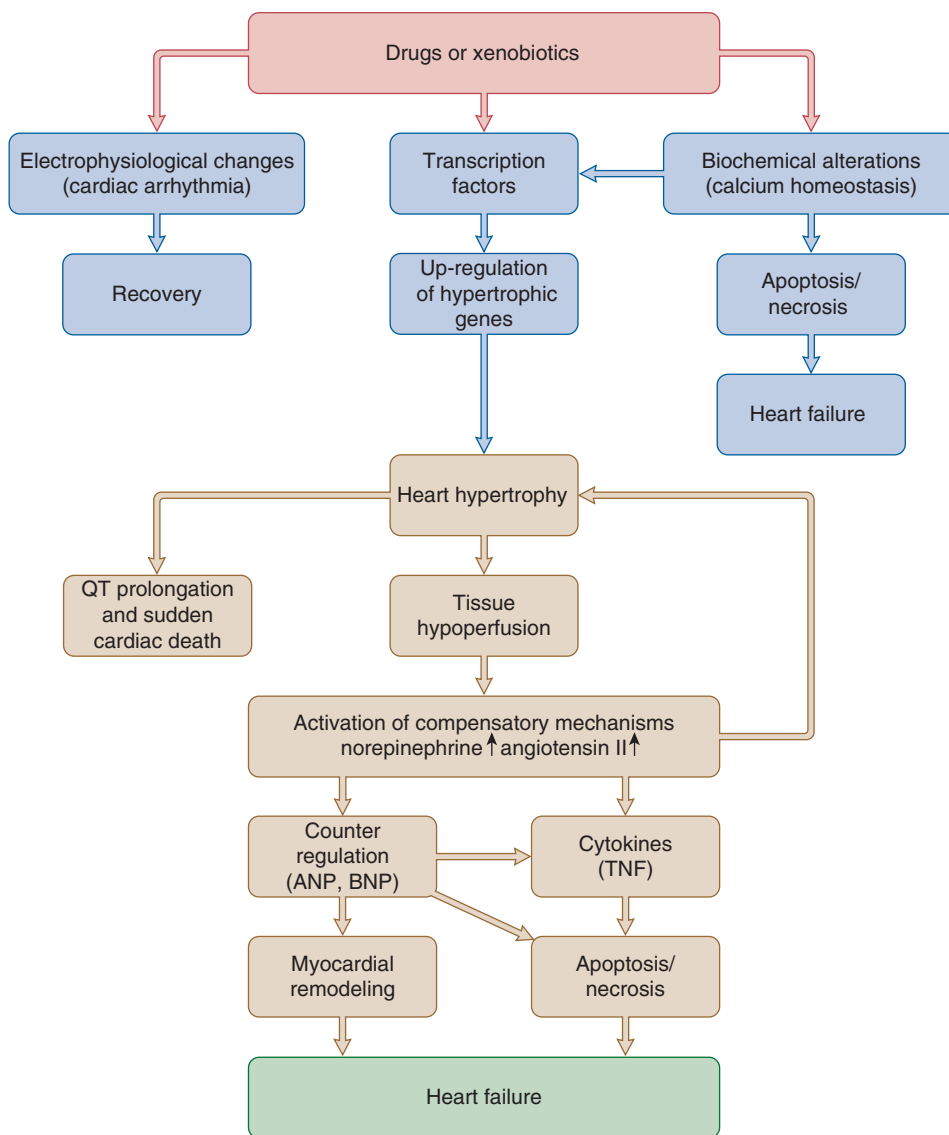 Drugs or xenobiotics
Electrophysiological changes
(cardiac arrhythmia)
Transcription
factors
Biochemical alterations
(calcium homeostasis)
Recovery
Up-regulation
of hypertrophic
genes
Apoptosis/
necrosis
Heart failure
Heart hypertrophy
QT prolongation
and sudden
cardiac death
Tissue
hypoperfusion
Activation of compensatory mechanisms
norepinephrine↑ angiotensin II↑
Counter
regulation
(ANP, BNP)
Cytokines
(TNF)
Myocardial
remodeling
Apoptosis/
necrosis
Heart failure